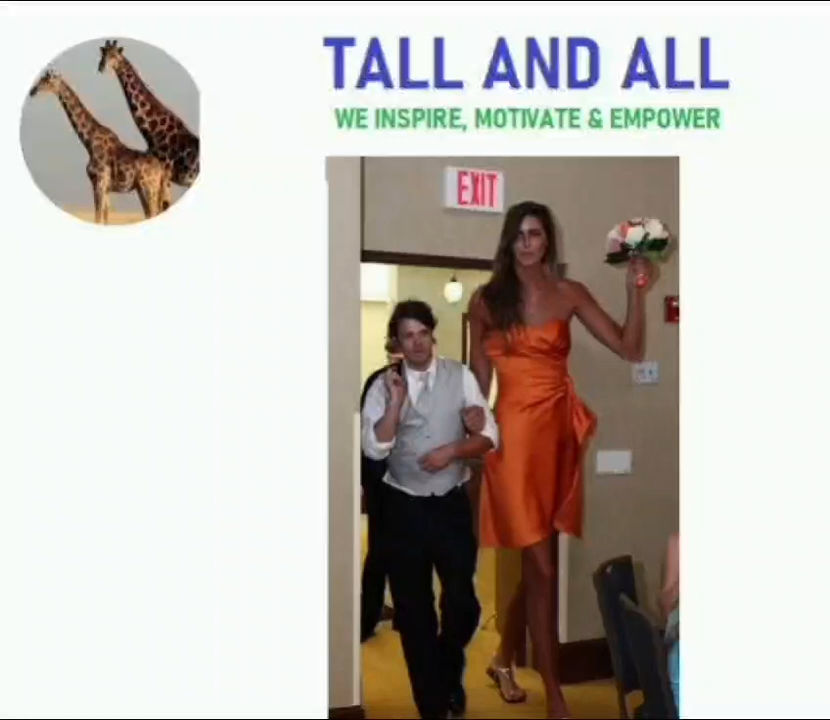 TALL AND ALL
WE INSPIRE, MOTIVATE & EMPOWER
EXIT